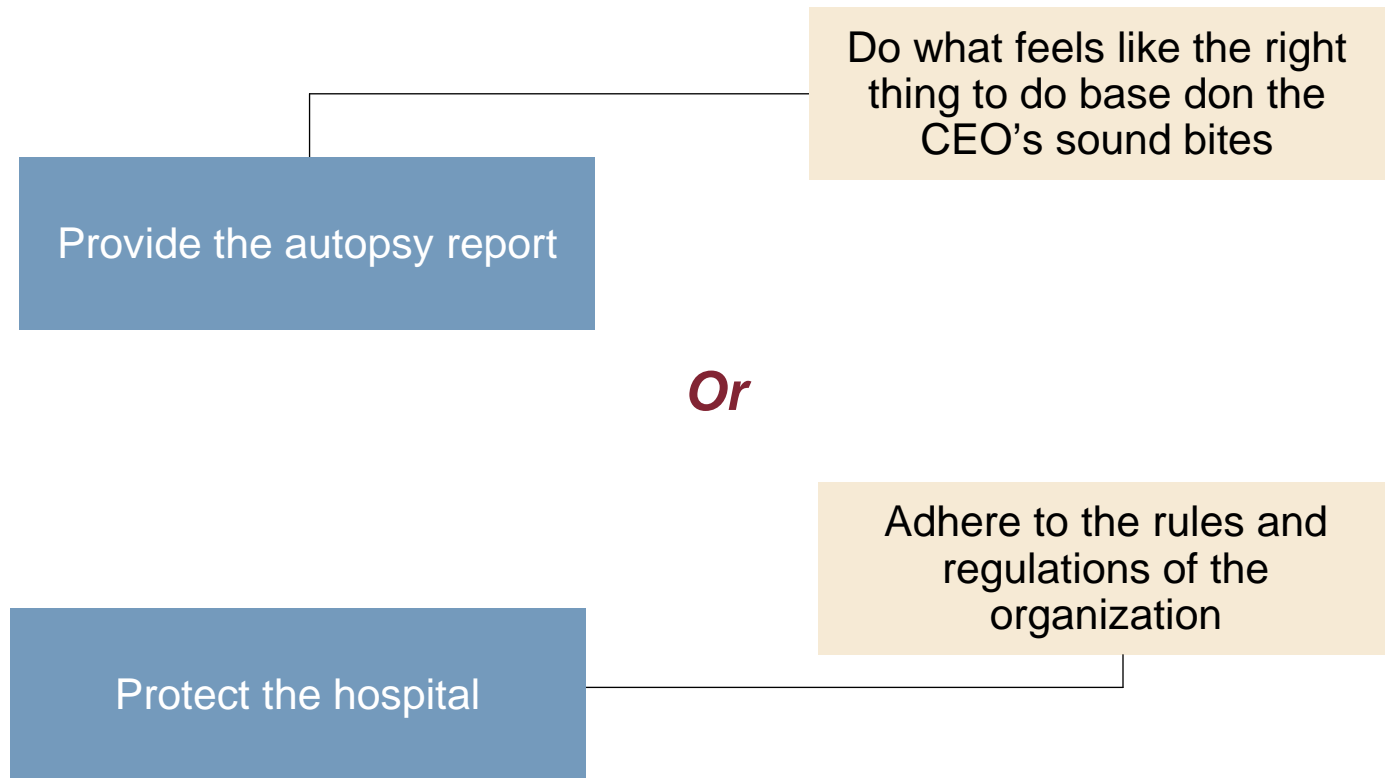 Do what feels like the right
thing to do base don the
CEO’s sound bites
Provide the autopsy report
Or
Adhere to the rules and
regulations of the
organization
Protect the hospital